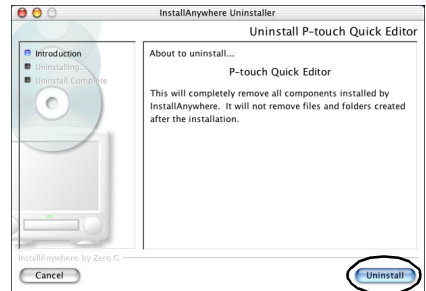 InstallAnywhere Uninstaller
Uninstall P-touch Quick Editor
Introduction
Uninstalling...
Uninstall Complete
About to uninstall...
P-touch Quick Editor
This will completely remove all components installed by
InstallAnywhere. It will not remove files and folders created
after the installation.
InstallAnywhere by Zero G
Cancel
Uninstall